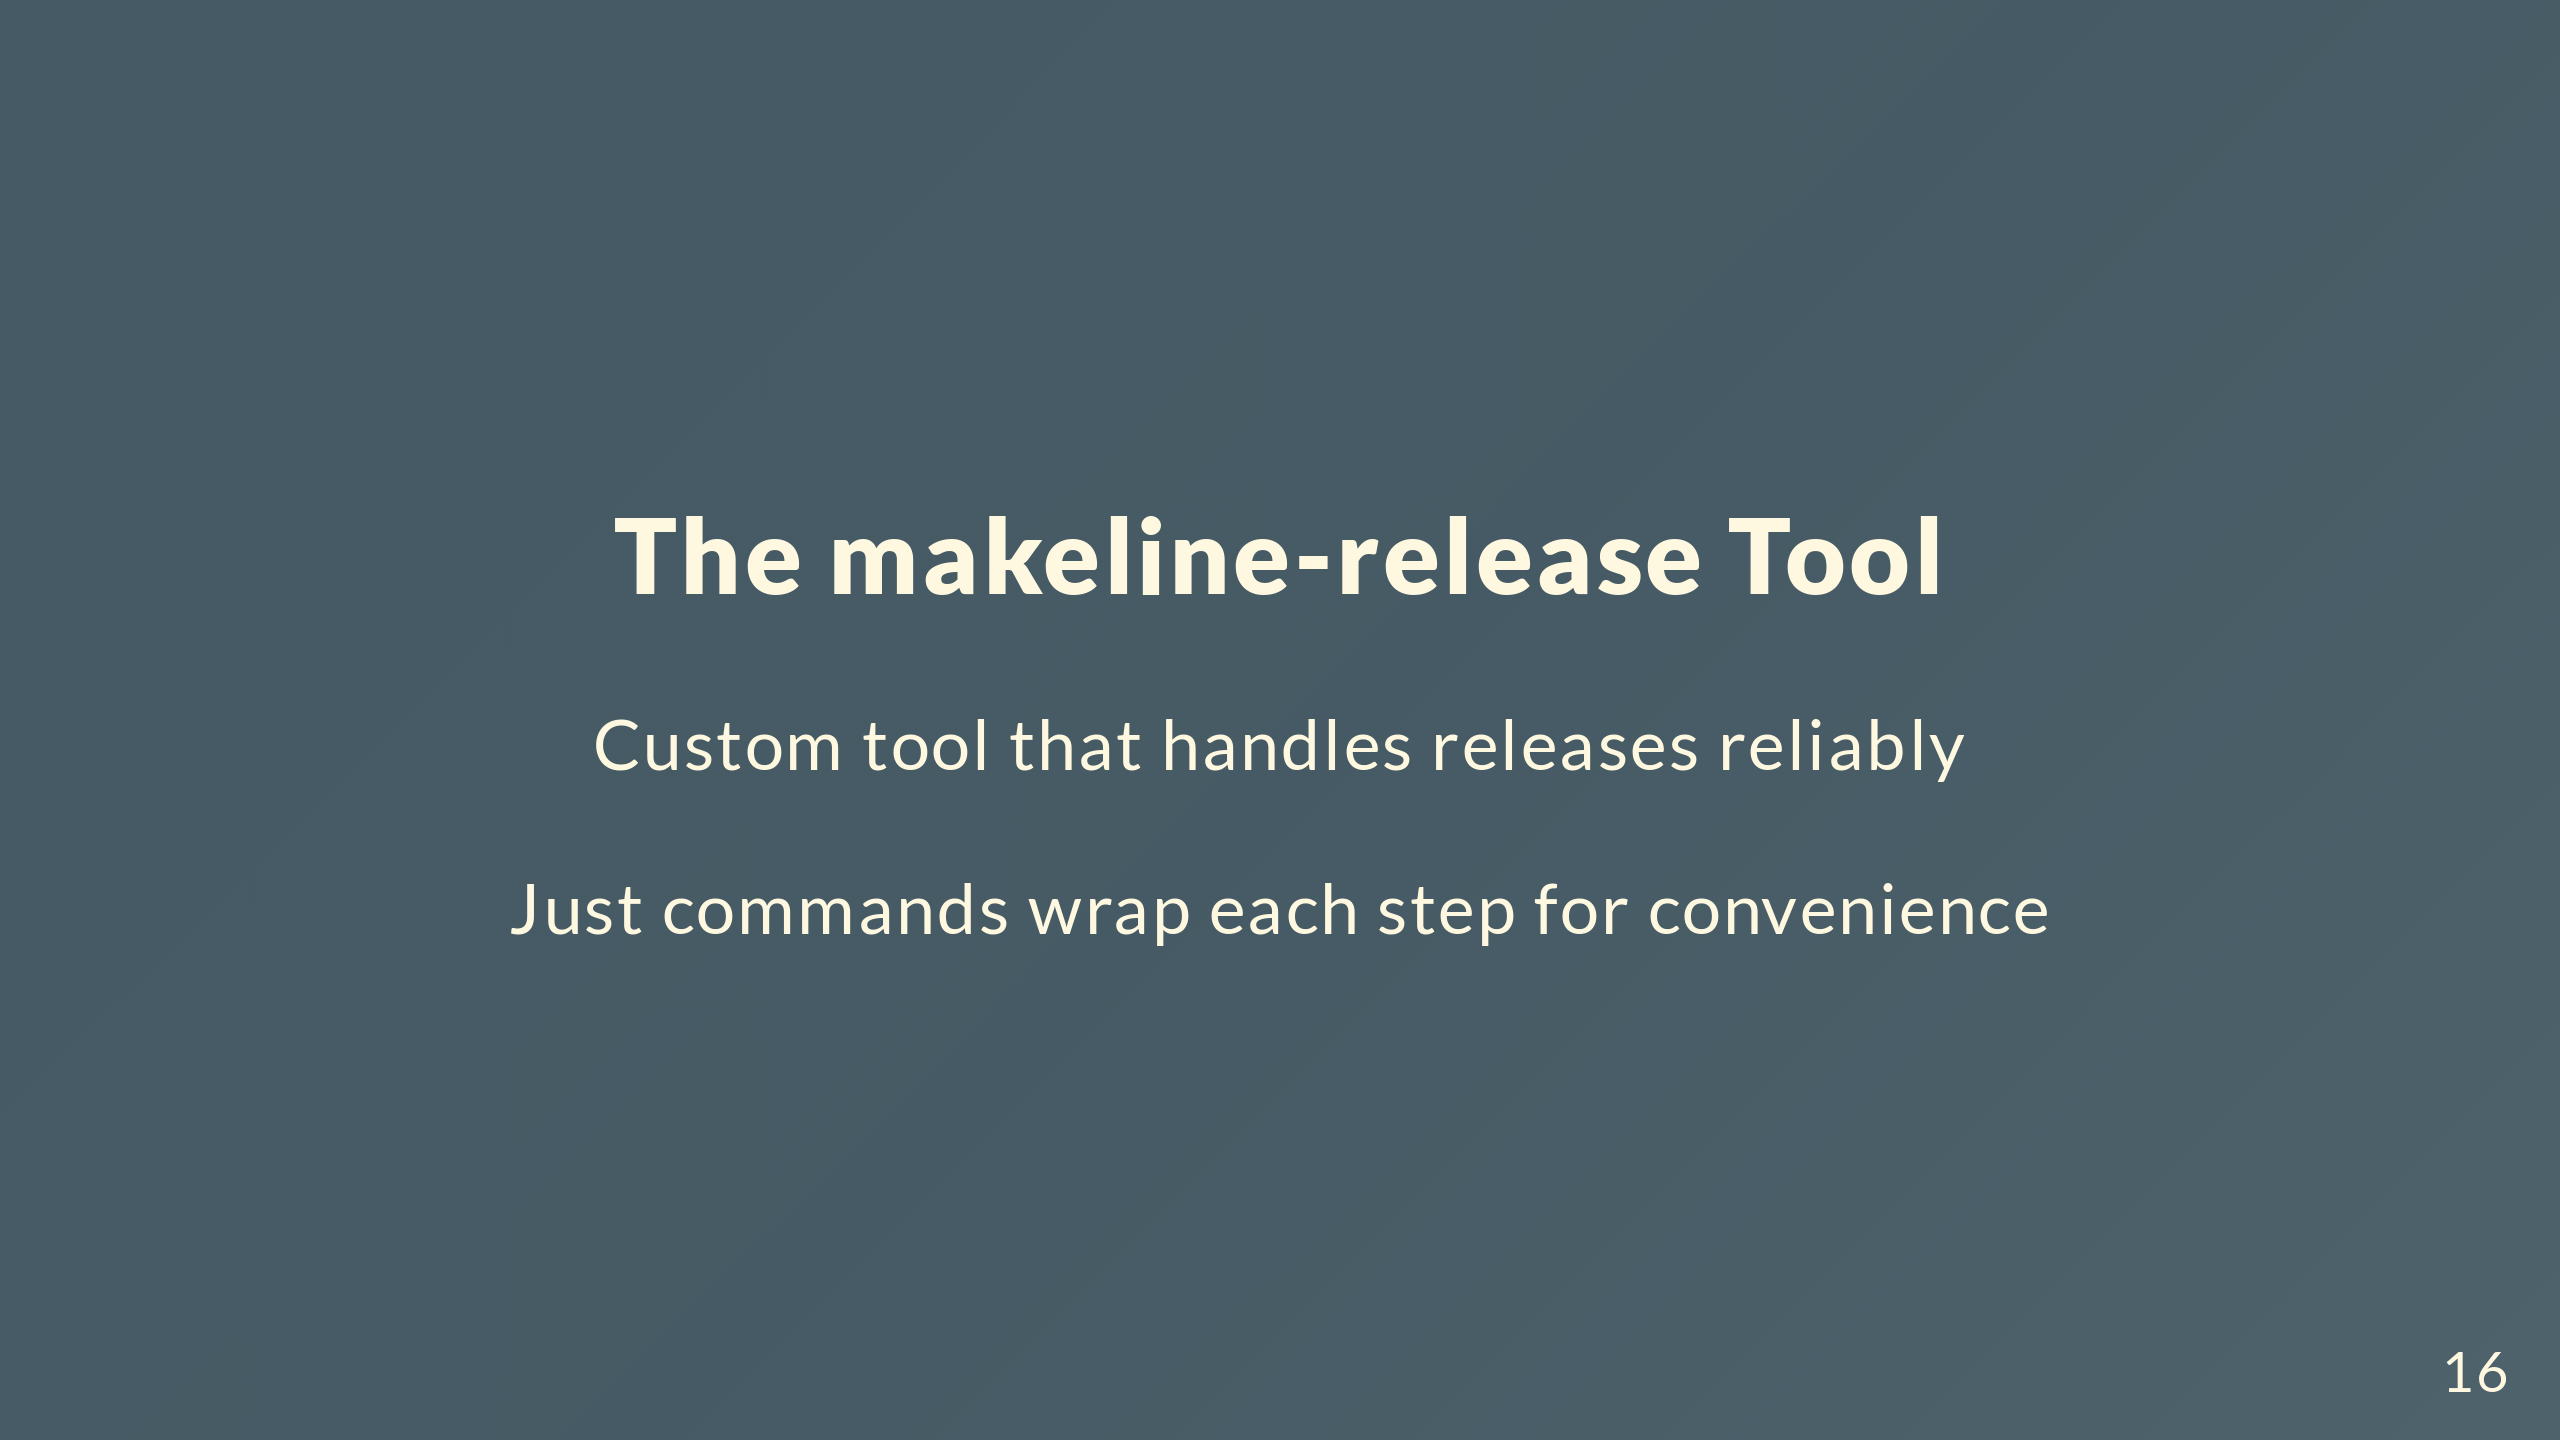 The makeline-release Tool
Custom tool that handles releases reliably
Just commands wrap each step for convenience
16